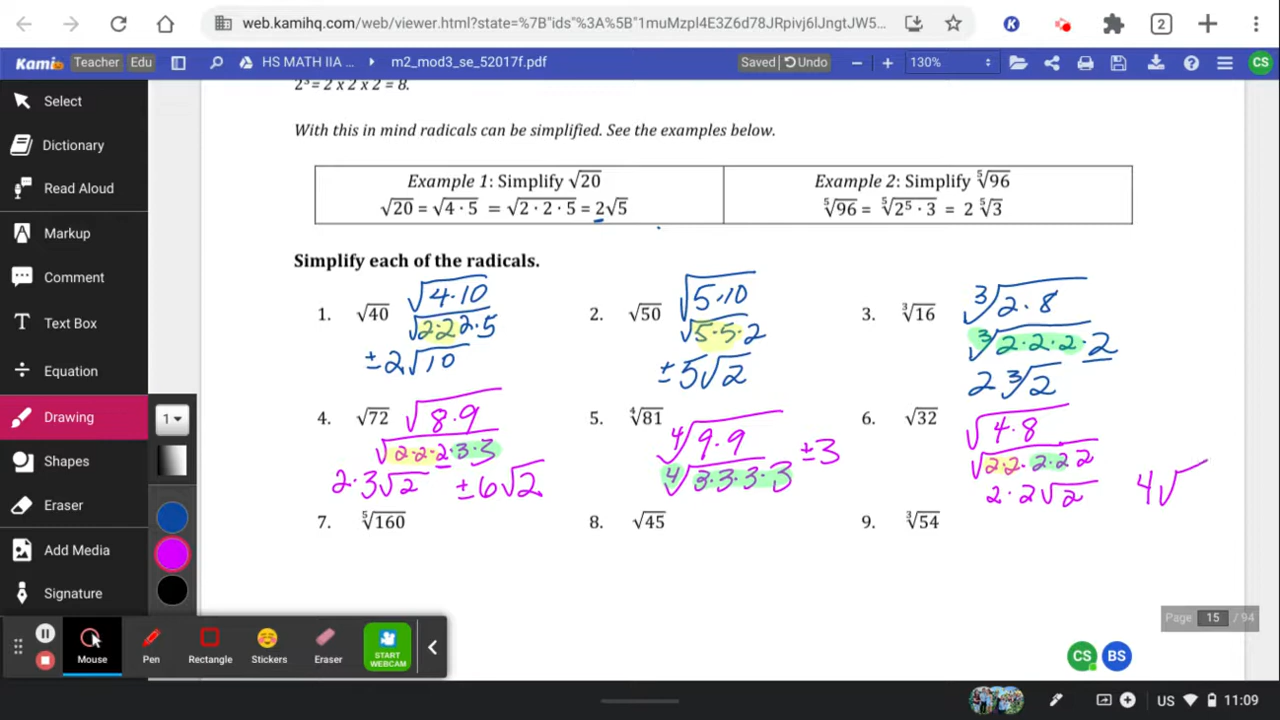 web.kamihq.com/web/viewer.html?state=%7B"ids"%3A%5B"1muMzpl4E3Z6d78JRpivj6lJngtJW5...
2
Kami Teacher Edu HS MATH IIA ... m2_mod3_se_52017f.pdf Saved Undo 130% CS
Select
Dictionary
Read Aloud
Markup
Comment
Text Box
Equation
Drawing
1
Shapes
Eraser
Add Media
Signature
2³ = 2 x 2 x 2 = 8.
With this in mind radicals can be simplified. See the examples below.
Example 1: Simplify √20
√20 = √4 · 5 = √2 · 2 · 5 = 2√5
Example 2: Simplify ⁵√96
⁵√96 = ⁵√2⁵ · 3 = 2 ⁵√3
Simplify each of the radicals.
1. √40 √4·10
√2·2 2·5
±2√10
2. √50 √5·10
√5·5·2
±5√2
3. ³√16 ³√2·8
³√2·2·2·2
2 ³√2
4. √72 √8·9
√2·2·2·3·3
2·3√2 ±6√2
5. ⁴√81 ⁴√9·9
⁴√3·3·3·3 ±3
6. √32 √4·8
√2·2·2·2 2
2·2√2 4√
7. ⁵√160
8. √45
9. ³√54
Page 15 / 94
CS BS
Mouse Pen Rectangle Stickers Eraser START WEBCAM
US 11:09